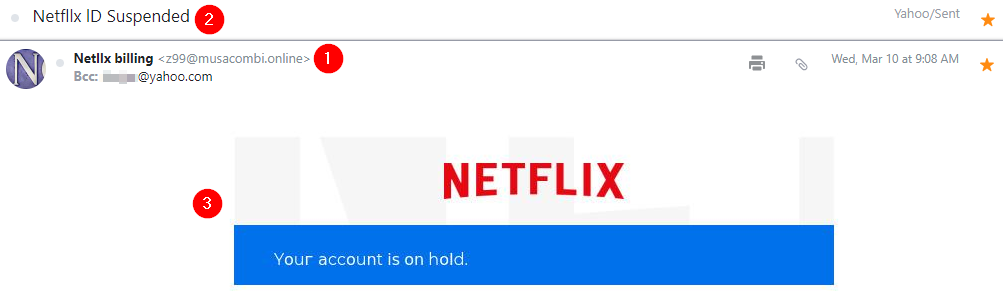 Netfllx lD Suspended 2
Yahoo/Sent
Netllx billing <z99@musacombi.online> 1
Wed, Mar 10 at 9:08 AM
Bcc: @yahoo.com
N
NETFLIX
3
Your account is on hold.